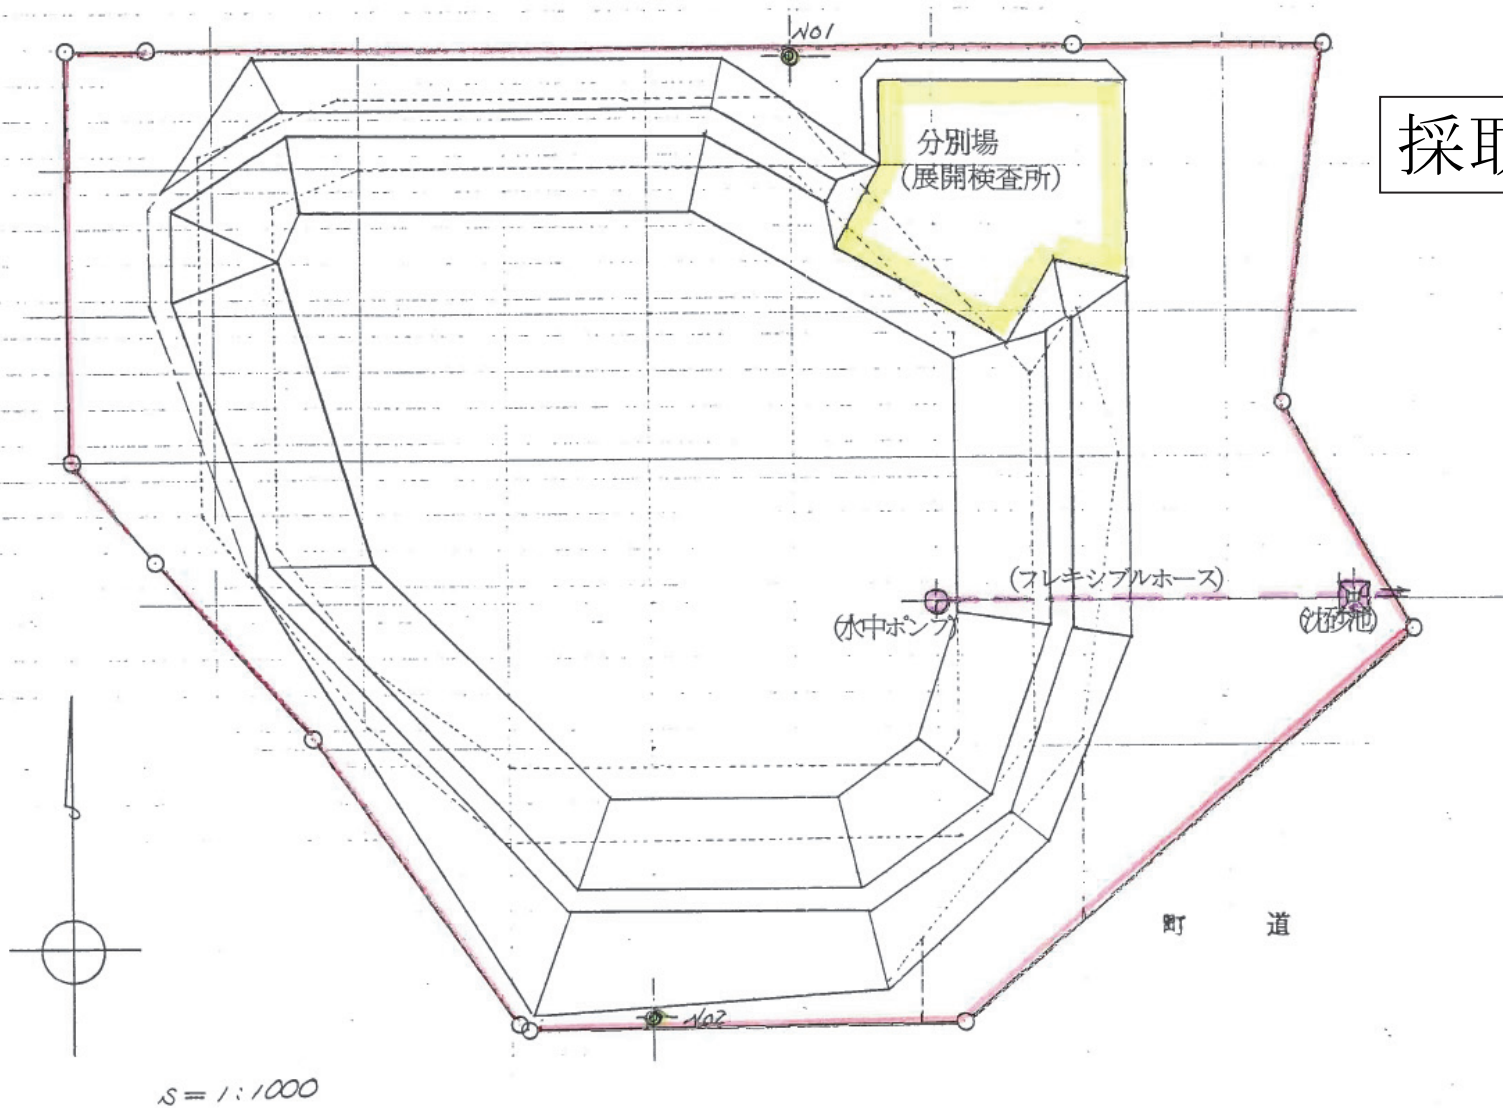 NO1
採取
分別場
(展開検査所)
(フレキシブルホース)
(水中ポンプ)
(沈砂池)
町 道
NO2
S=1:1000